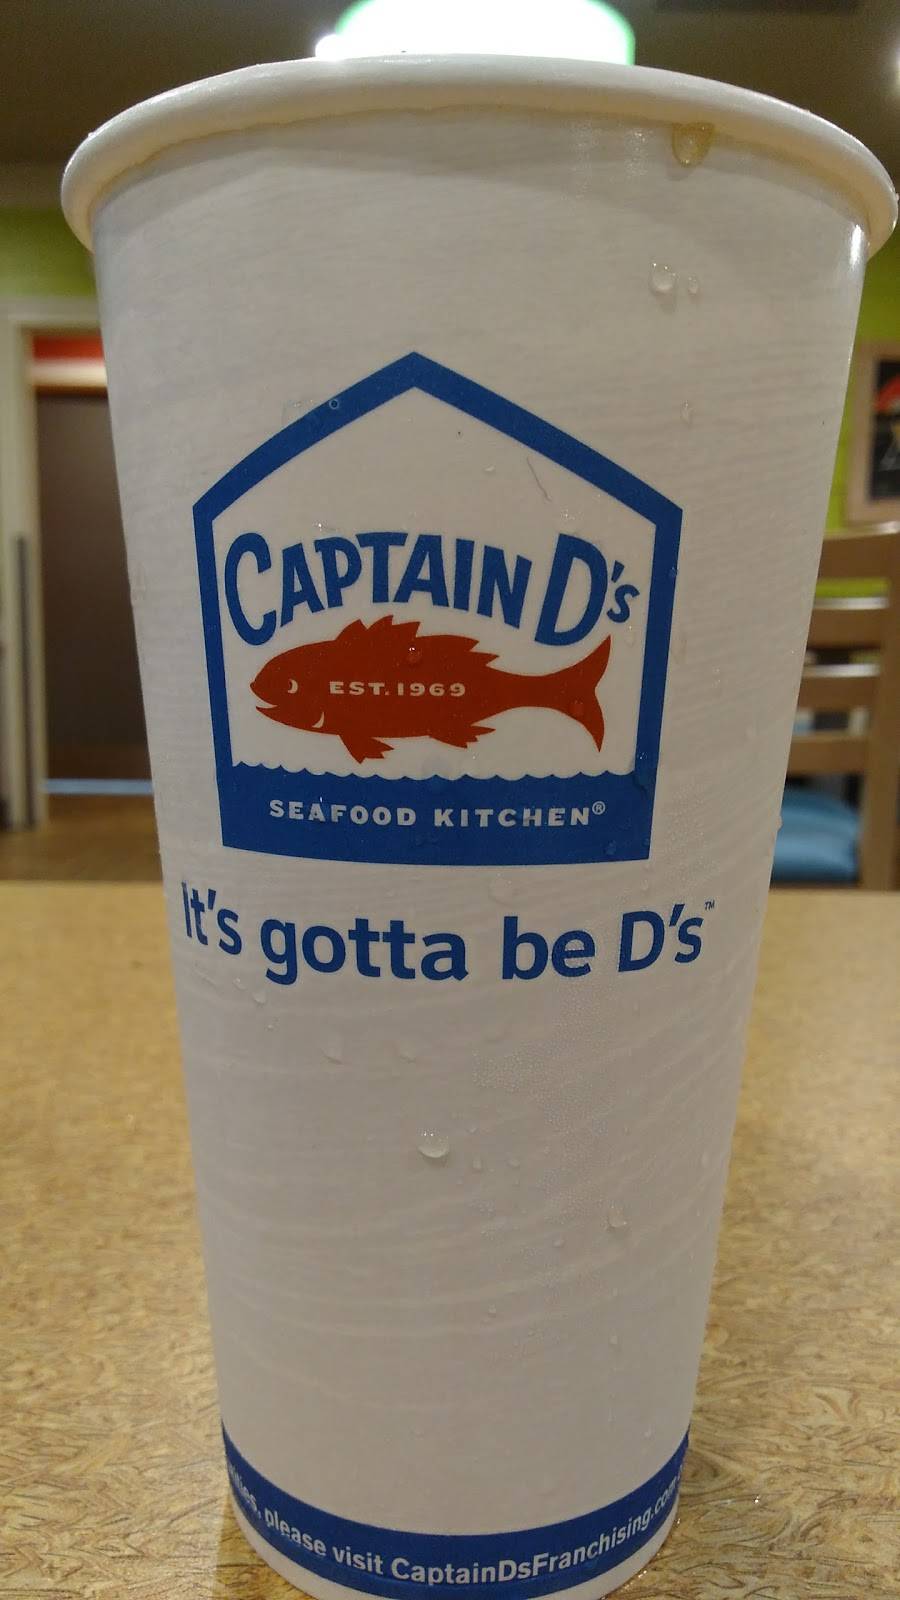 CAPTAIN D's
EST. 1969
SEAFOOD KITCHEN®
It's gotta be D's™
please visit CaptainDsFranchising.com